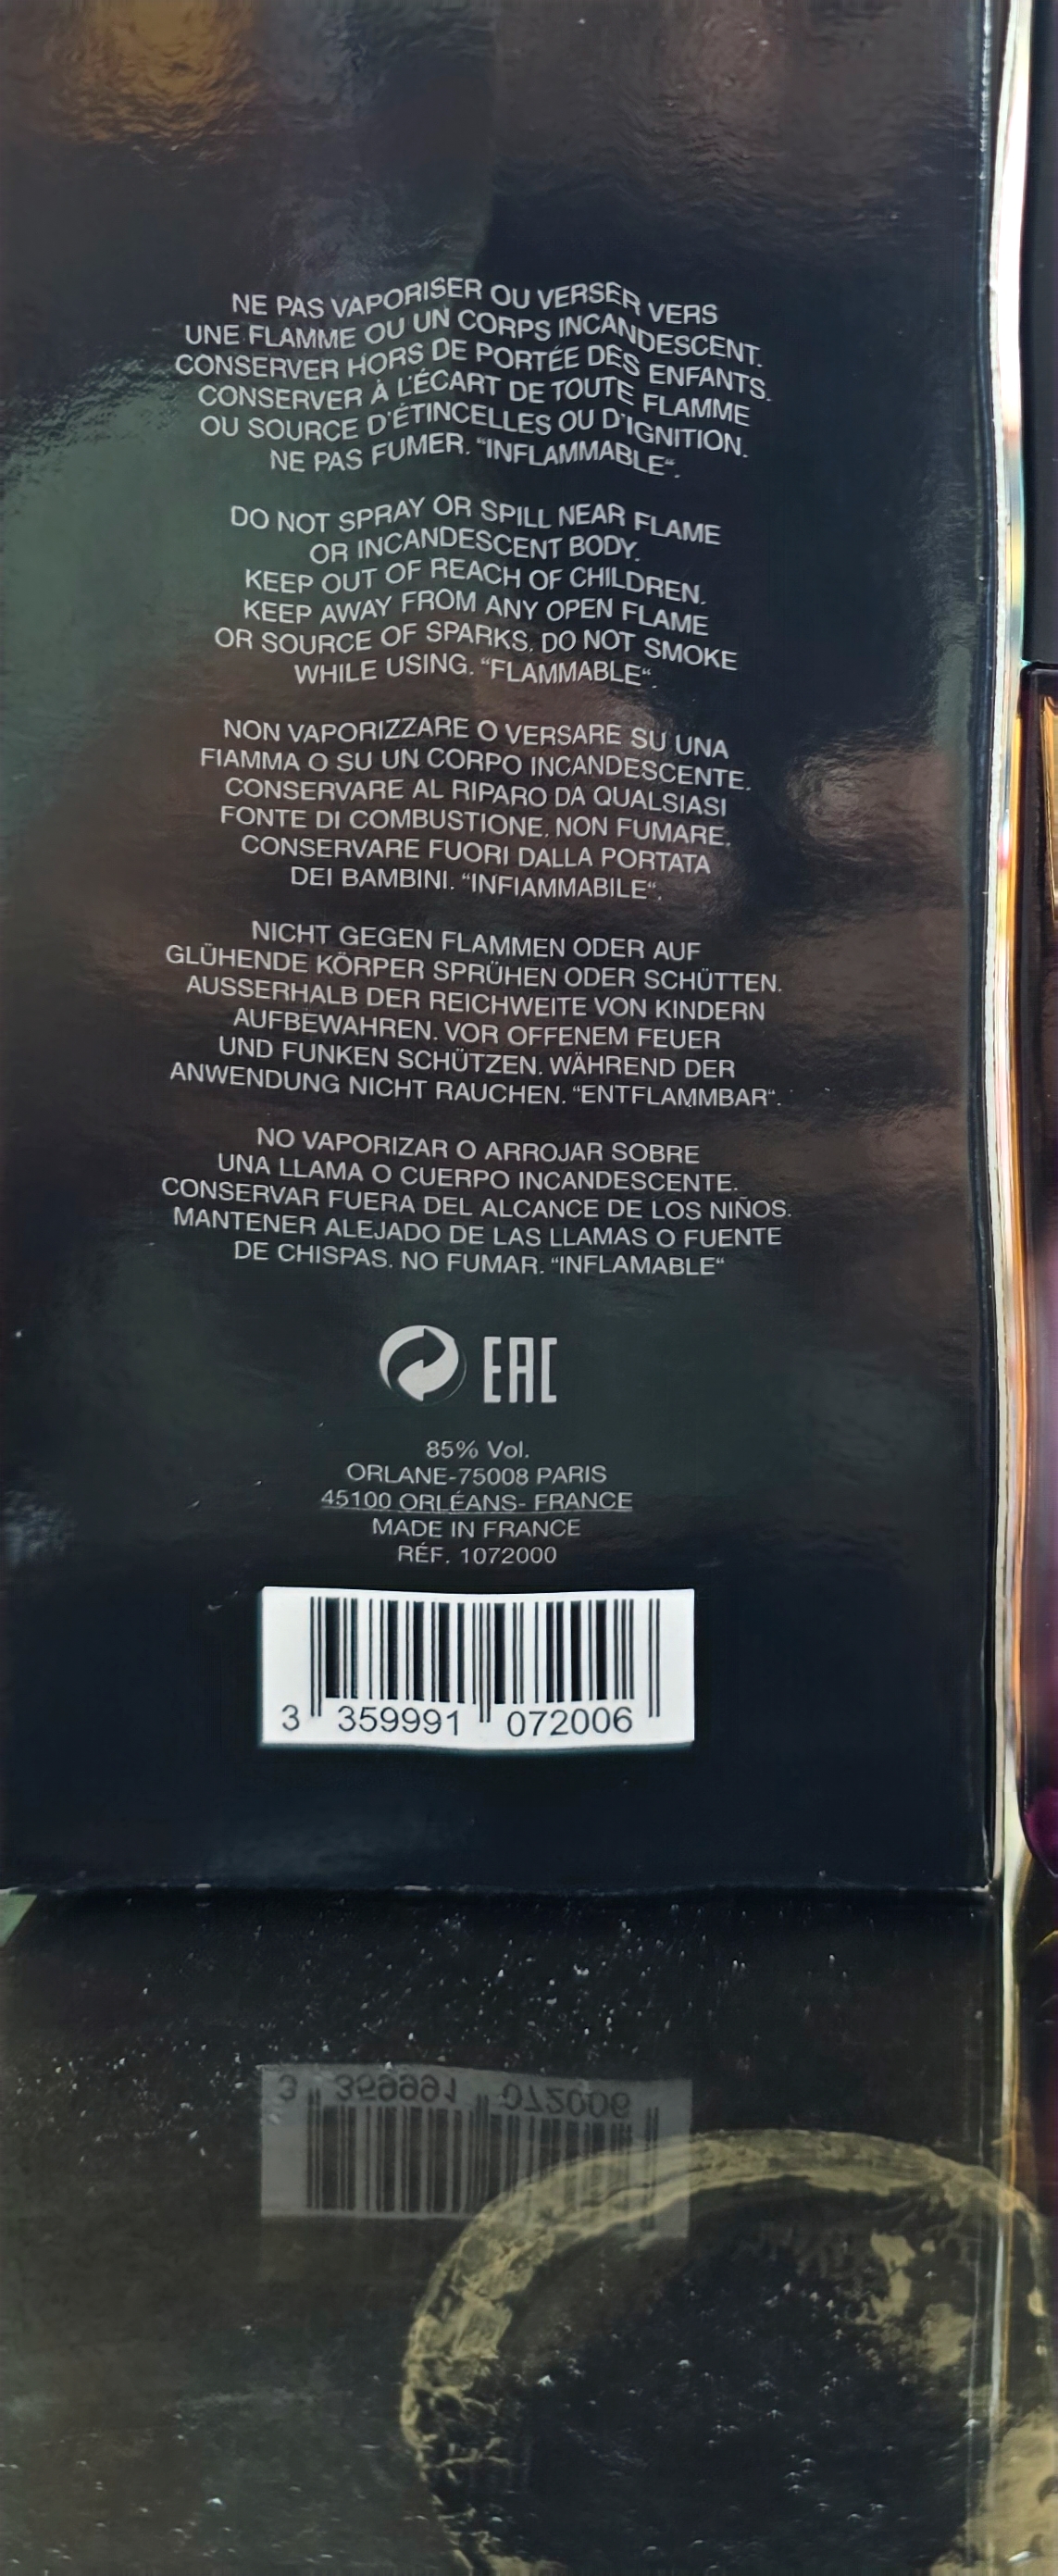 NE PAS VAPORISER OU VERSER VERS
UNE FLAMME OU UN CORPS INCANDESCENT.
CONSERVER HORS DE PORTÉE DES ENFANTS.
CONSERVER À L'ÉCART DE TOUTE FLAMME
OU SOURCE D'ÉTINCELLES OU D'IGNITION.
NE PAS FUMER. "INFLAMMABLE".
DO NOT SPRAY OR SPILL NEAR FLAME
OR INCANDESCENT BODY.
KEEP OUT OF REACH OF CHILDREN.
KEEP AWAY FROM ANY OPEN FLAME
OR SOURCE OF SPARKS. DO NOT SMOKE
WHILE USING. "FLAMMABLE".
NON VAPORIZZARE O VERSARE SU UNA
FIAMMA O SU UN CORPO INCANDESCENTE.
CONSERVARE AL RIPARO DA QUALSIASI
FONTE DI COMBUSTIONE. NON FUMARE.
CONSERVARE FUORI DALLA PORTATA
DEI BAMBINI. "INFIAMMABILE".
NICHT GEGEN FLAMMEN ODER AUF
GLÜHENDE KÖRPER SPRÜHEN ODER SCHÜTTEN.
AUSSERHALB DER REICHWEITE VON KINDERN
AUFBEWAHREN. VOR OFFENEM FEUER
UND FUNKEN SCHÜTZEN. WÄHREND DER
ANWENDUNG NICHT RAUCHEN. "ENTFLAMMBAR".
NO VAPORIZAR O ARROJAR SOBRE
UNA LLAMA O CUERPO INCANDESCENTE.
CONSERVAR FUERA DEL ALCANCE DE LOS NIÑOS.
MANTENER ALEJADO DE LAS LLAMAS O FUENTE
DE CHISPAS. NO FUMAR. "INFLAMABLE"
EAC
85% Vol.
ORLANE-75008 PARIS
45100 ORLÉANS- FRANCE
MADE IN FRANCE
RÉF. 1072000
3 359991 072006
3 359991 072006